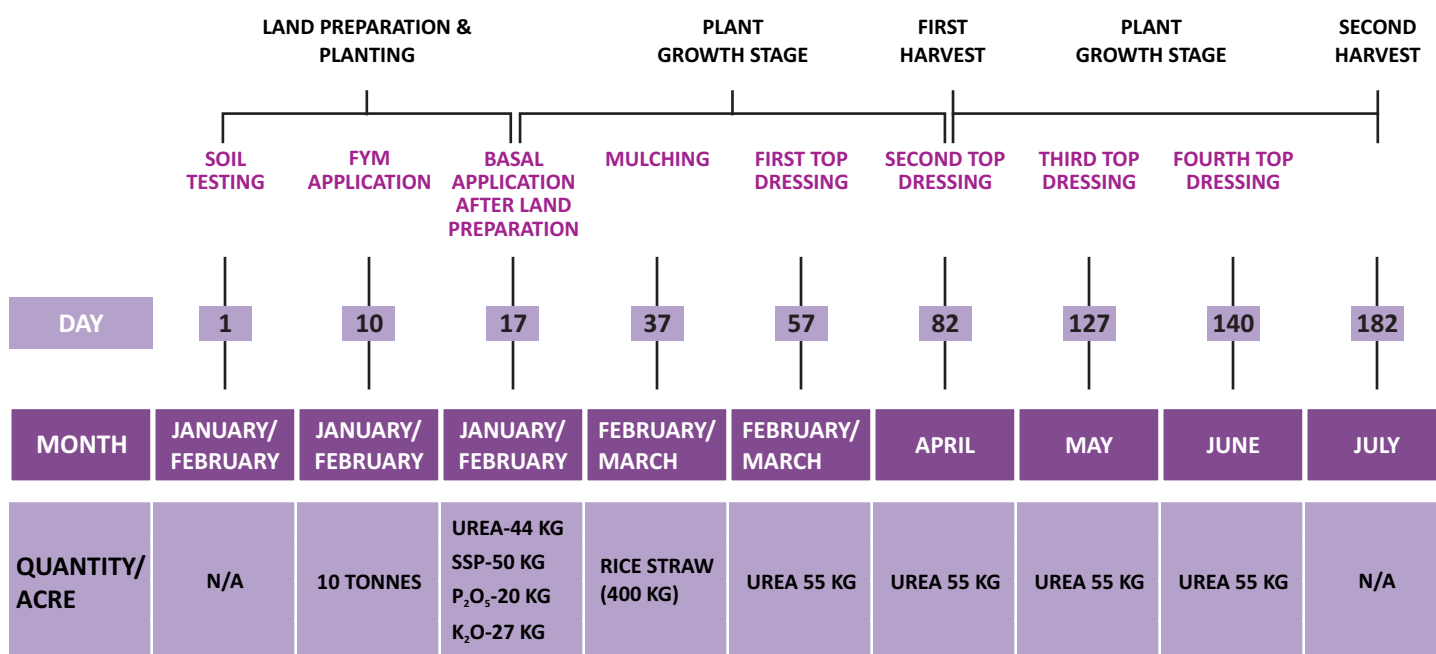 LAND PREPARATION &
PLANTING
PLANT
GROWTH STAGE
FIRST
HARVEST
PLANT
GROWTH STAGE
SECOND
HARVEST
SOIL
TESTING
FYM
APPLICATION
BASAL
APPLICATION
AFTER LAND
PREPARATION
MULCHING
FIRST TOP
DRESSING
SECOND TOP
DRESSING
THIRD TOP
DRESSING
FOURTH TOP
DRESSING
DAY
1
10
17
37
57
82
127
140
182
MONTH
JANUARY/
FEBRUARY
JANUARY/
FEBRUARY
JANUARY/
FEBRUARY
FEBRUARY/
MARCH
FEBRUARY/
MARCH
APRIL
MAY
JUNE
JULY
QUANTITY/
ACRE
N/A
10 TONNES
UREA-44 KG
SSP-50 KG
P₂O₅-20 KG
K₂O-27 KG
RICE STRAW
(400 KG)
UREA 55 KG
UREA 55 KG
UREA 55 KG
UREA 55 KG
N/A